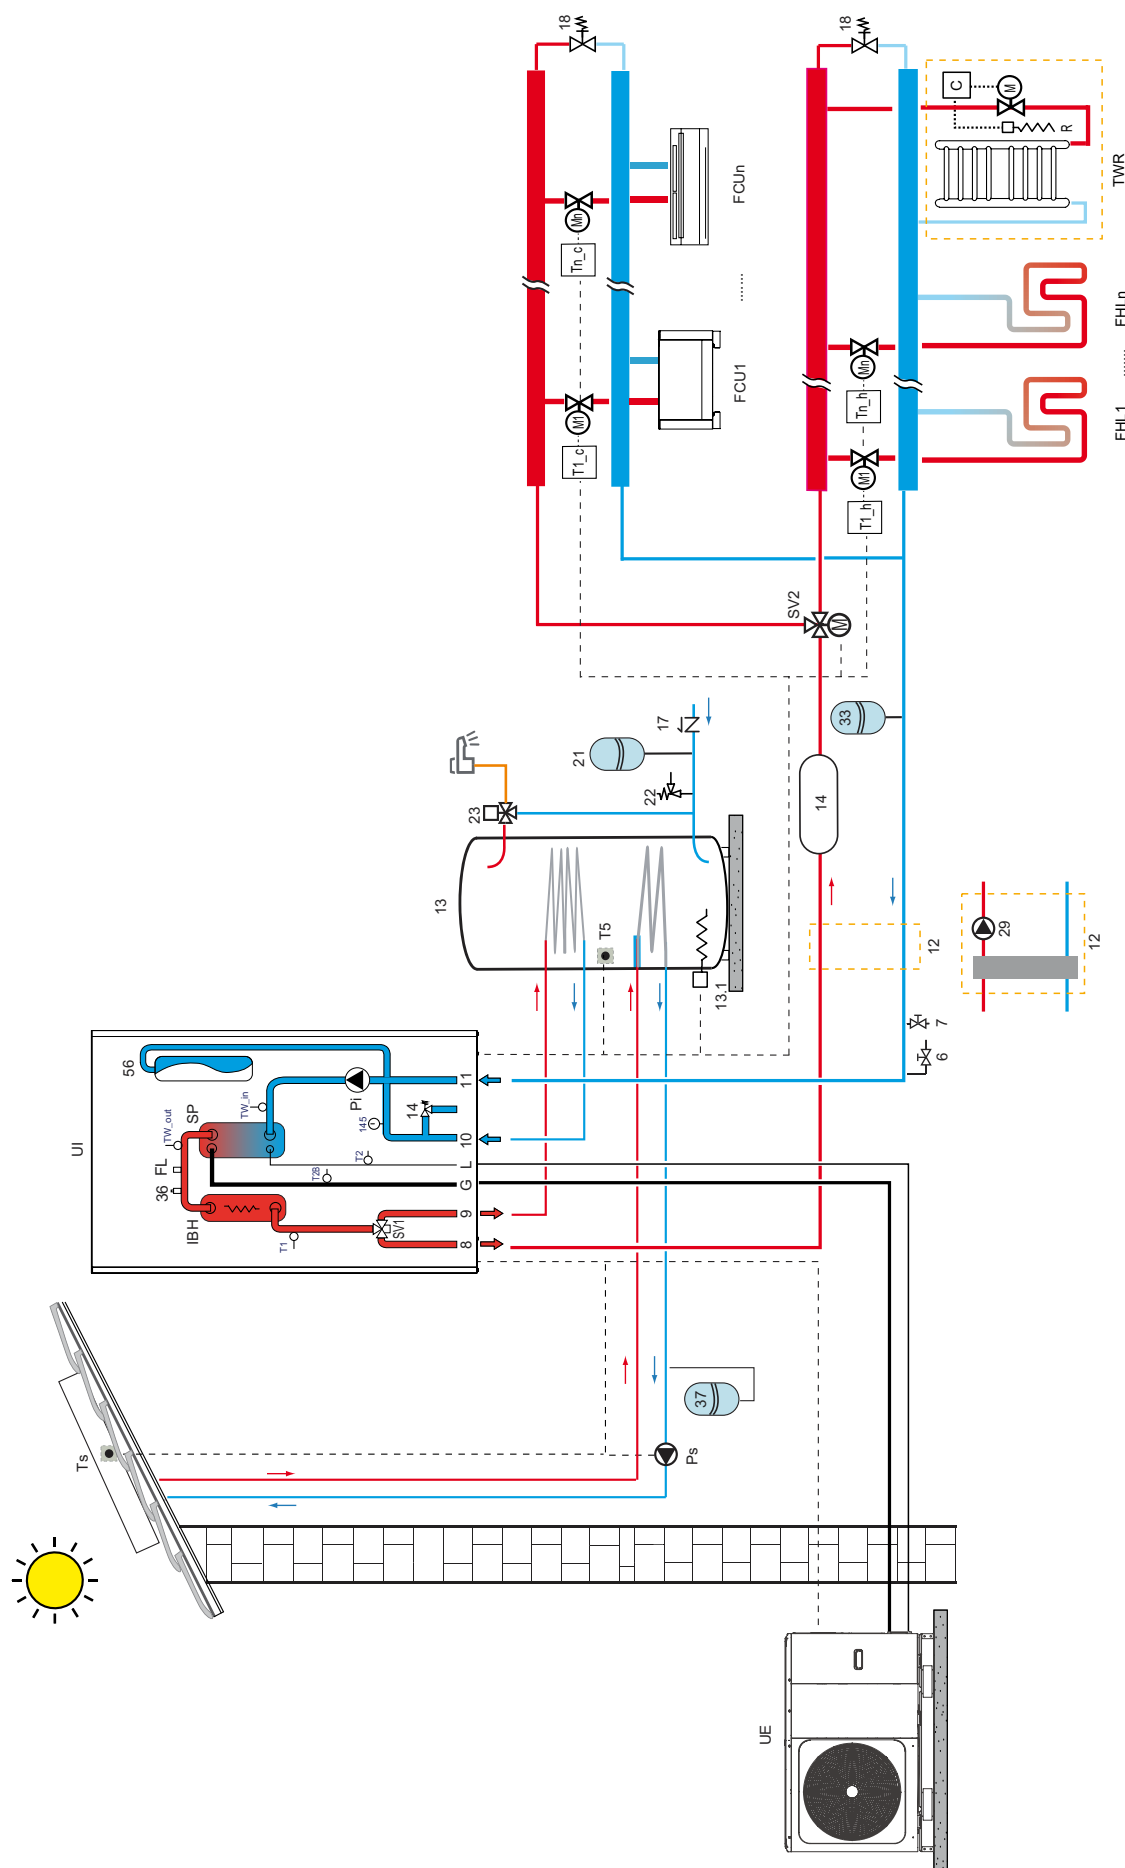 18
18
C
M
R
TWR
FCUn
Mn
Tn_c
FCU1
M1
T1_c
FHLn
Mn
Tn_h
FHL1
M1
T1_h
SV2
M
33
17
21
22
23
14
13
T5
13.1
12
29
12
7
6
UI
56
Pi
TW_in
SP
TW_out
FL
36
IBH
T1
SV1
T2B
T2
145
14
11
10
L
G
9
8
37
Ps
Ts
UE